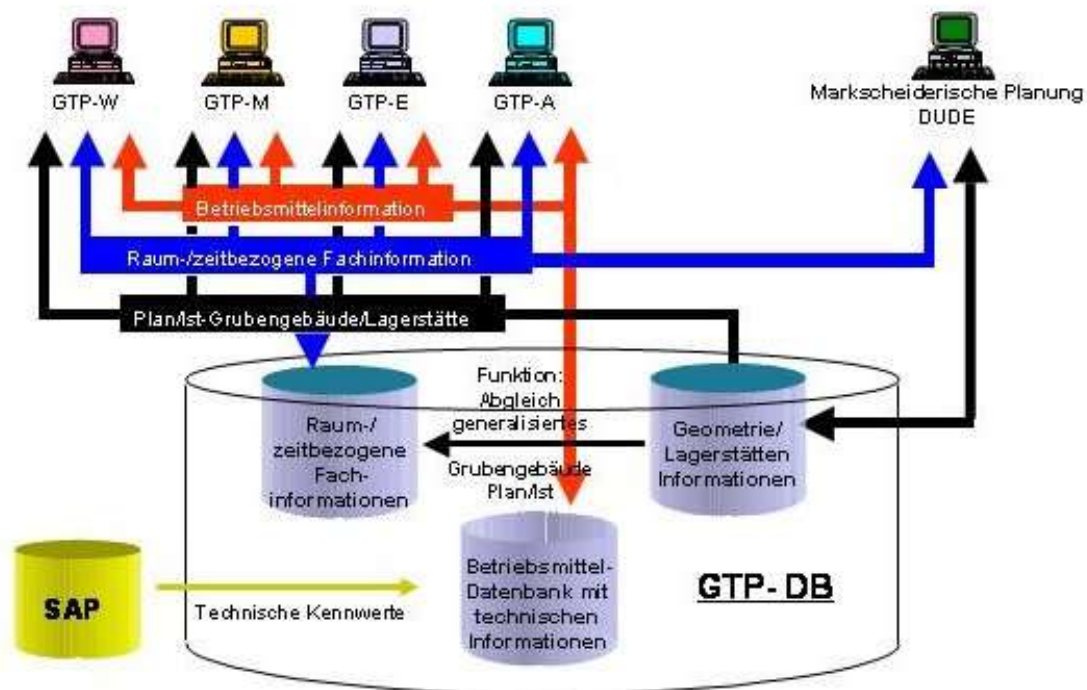 GTP-W
GTP-M
GTP-E
GTP-A
Markscheiderische Planung
DUDE
Betriebsmittelinformation
Raum-/zeitbezogene Fachinformation
Plan/Ist-Grubengebäude/Lagerstätte
Funktion:
Abgleich
generalisiertes
Grubengebäude
Plan/Ist
Raum-/
zeitbezogene
Fach-
informationen
Geometrie/
Lagerstätten
Informationen
Betriebsmittel-
Datenbank mit
technischen
Informationen
GTP- DB
SAP
Technische Kennwerte